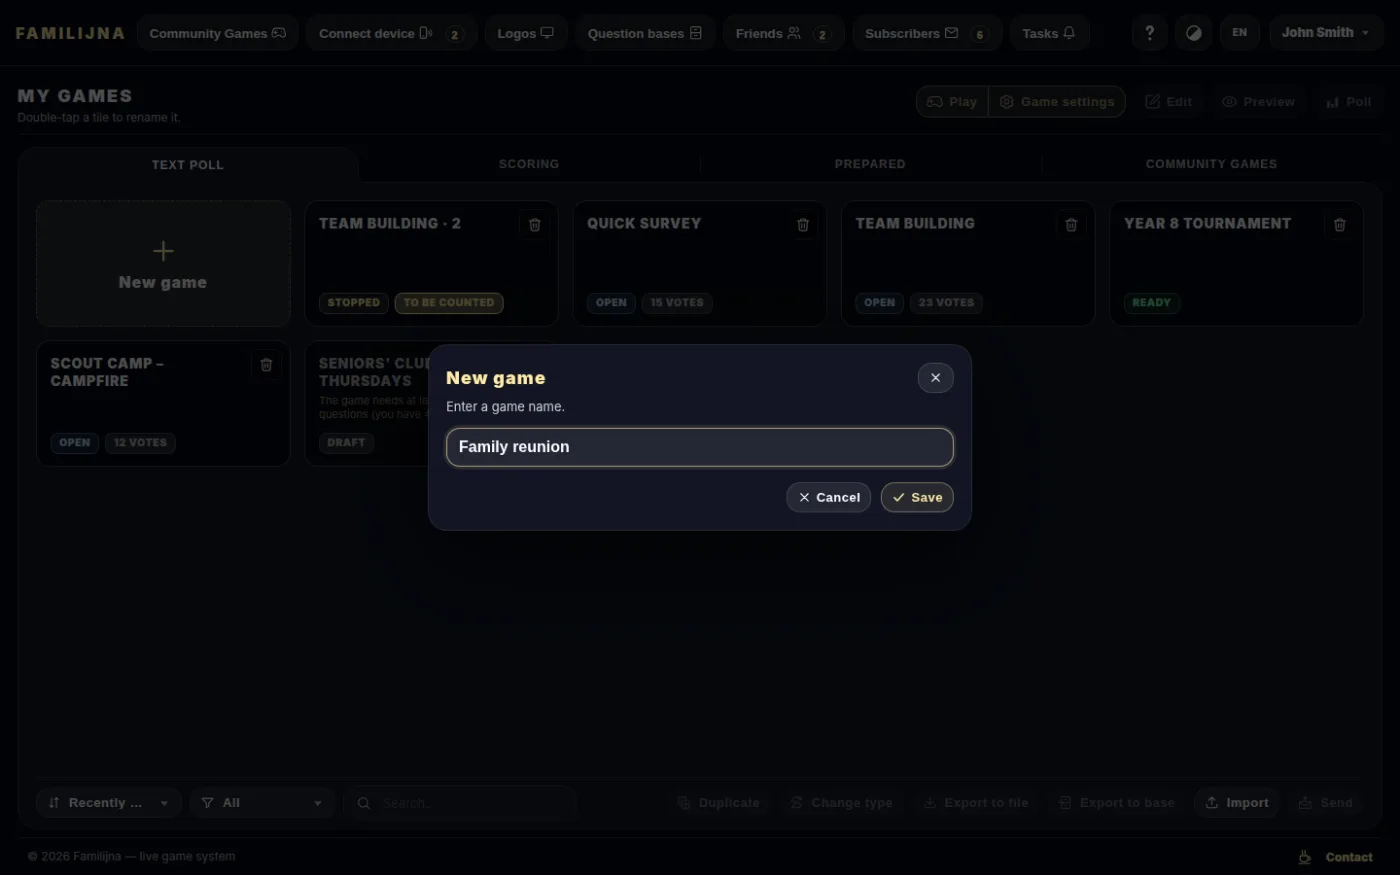 FAMILIJNA
Community Games
Connect device 2
Logos
Question bases
Friends 2
Subscribers 6
Tasks
?
EN
John Smith
MY GAMES
Double-tap a tile to rename it.
Play
Game settings
Edit
Preview
Poll
TEXT POLL
SCORING
PREPARED
COMMUNITY GAMES
New game
TEAM BUILDING · 2
STOPPED
TO BE COUNTED
QUICK SURVEY
OPEN
15 VOTES
TEAM BUILDING
OPEN
23 VOTES
YEAR 8 TOURNAMENT
READY
SCOUT CAMP –
CAMPFIRE
OPEN
12 VOTES
SENIORS' CLU
THURSDAYS
The game needs at le
questions (you have
DRAFT
New game
Enter a game name.
Family reunion
Cancel
Save
Recently ...
All
Search...
Duplicate
Change type
Export to file
Export to base
Import
Send
© 2026 Familijna — live game system
Contact